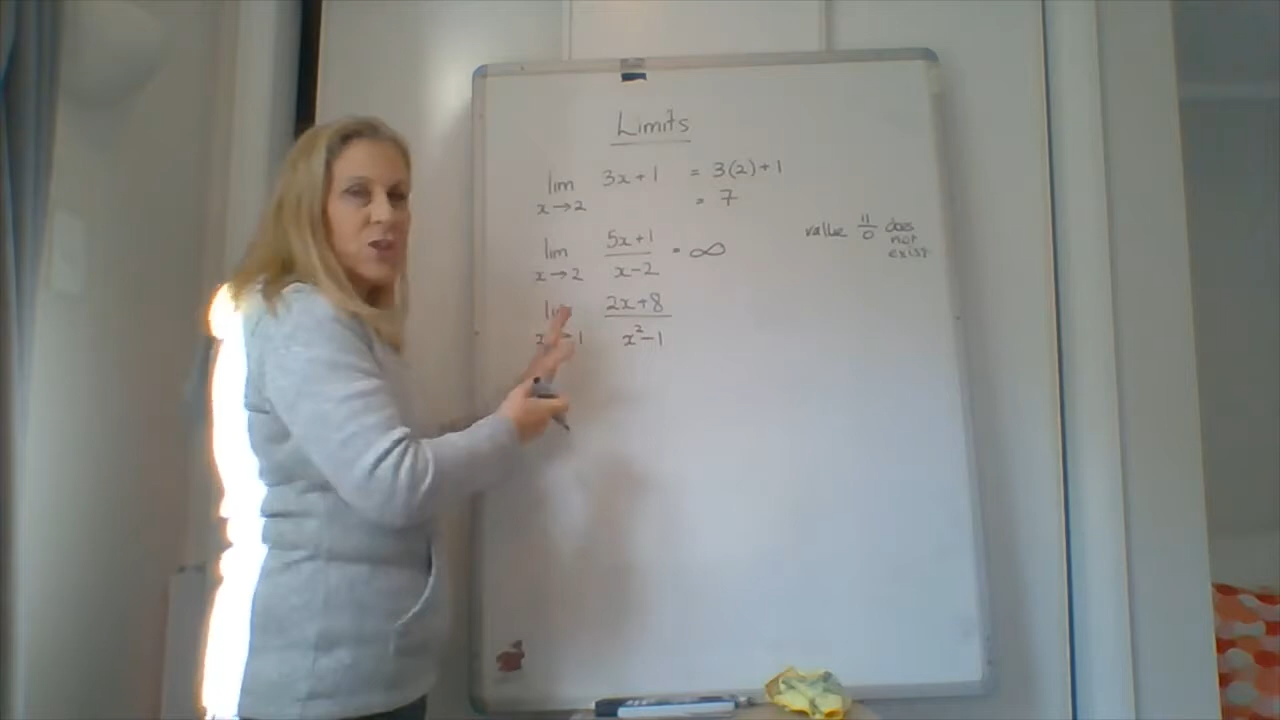 Limits
lim 3x + 1 = 3(2) + 1
x → 2 = 7
lim 5x + 1 / x - 2 = ∞
x → 2
value 11/0 does not exist
lim 2x + 8 / x² - 1
x → 1